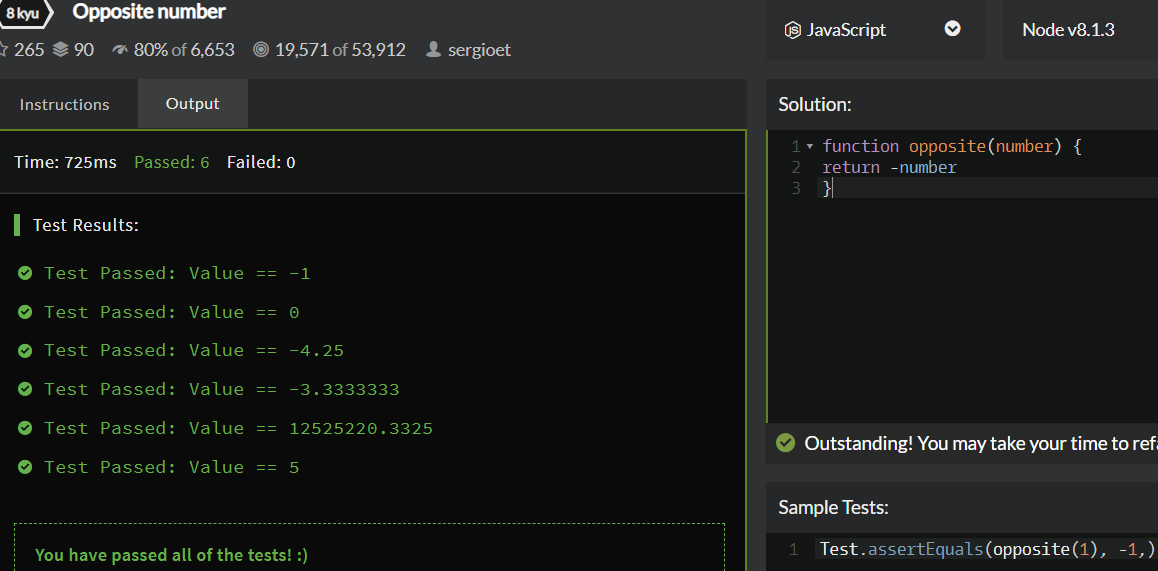 8 kyu Opposite number
265 90 80% of 6,653 19,571 of 53,912 sergioet
JavaScript Node v8.1.3
Instructions Output
Time: 725ms Passed: 6 Failed: 0
Test Results:
Test Passed: Value == -1
Test Passed: Value == 0
Test Passed: Value == -4.25
Test Passed: Value == -3.3333333
Test Passed: Value == 12525220.3325
Test Passed: Value == 5
You have passed all of the tests! :)
Solution:
1 function opposite(number) {
2 return -number
3 }
Outstanding! You may take your time to refa
Sample Tests:
1 Test.assertEquals(opposite(1), -1,)